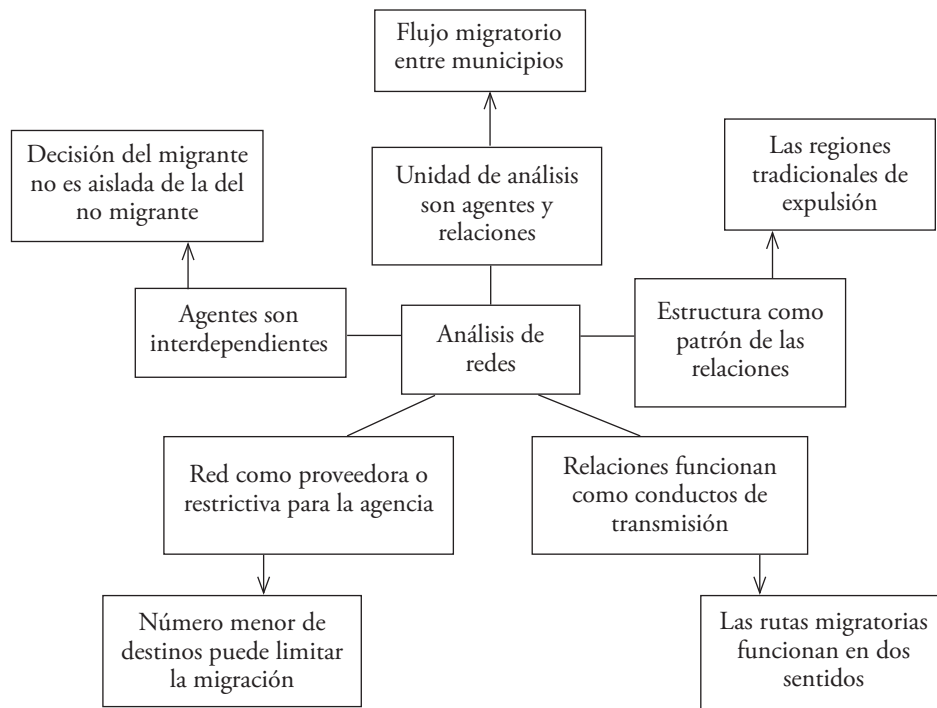 Flujo migratorio
entre municipios
Decisión del migrante
no es aislada de la del
no migrante
Unidad de análisis
son agentes y
relaciones
Las regiones
tradicionales de
expulsión
Agentes son
interdependientes
Análisis de
redes
Estructura como
patrón de las
relaciones
Red como proveedora o
restrictiva para la agencia
Relaciones funcionan
como conductos de
transmisión
Número menor de
destinos puede limitar
la migración
Las rutas migratorias
funcionan en dos
sentidos